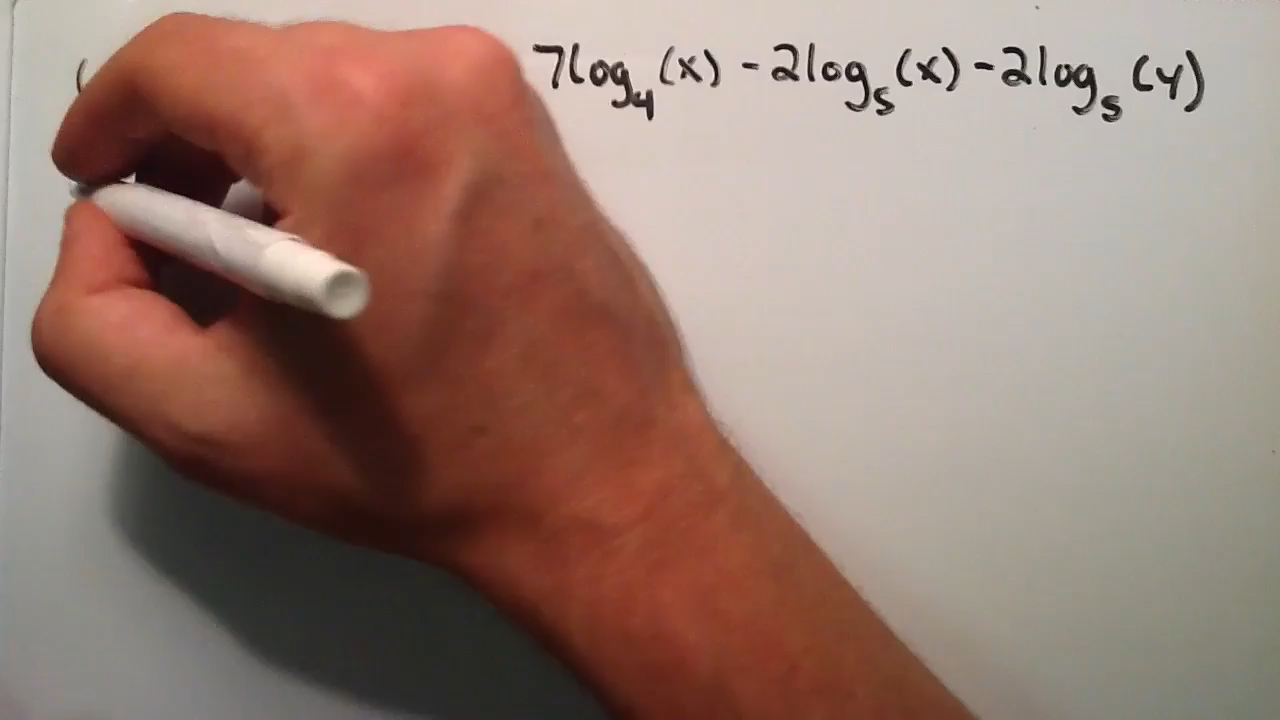 7log₄(x) - 2log₅(x) - 2log₅(y)